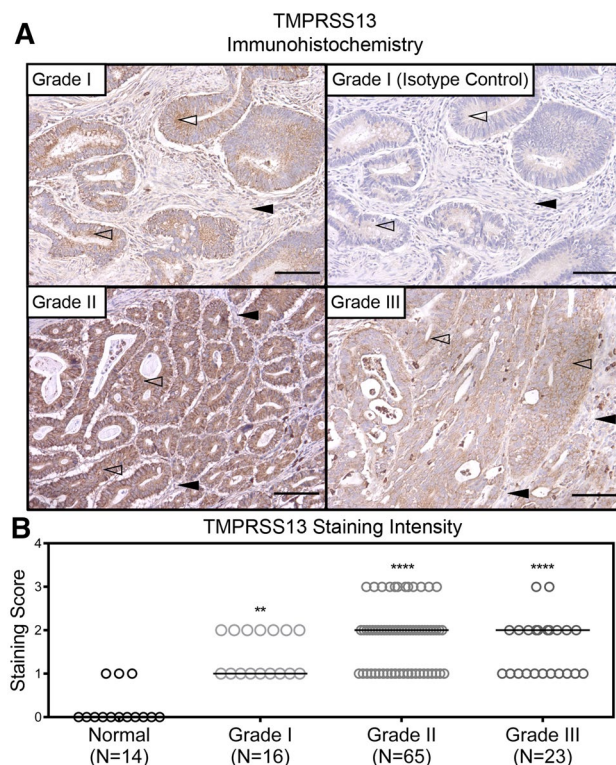 TMPRSS13
Immunohistochemistry
A
Grade I
Grade I (Isotype Control)
Grade II
Grade III
B
TMPRSS13 Staining Intensity
Staining Score
4
3
2
1
0
**
****
****
Normal
(N=14)
Grade I
(N=16)
Grade II
(N=65)
Grade III
(N=23)